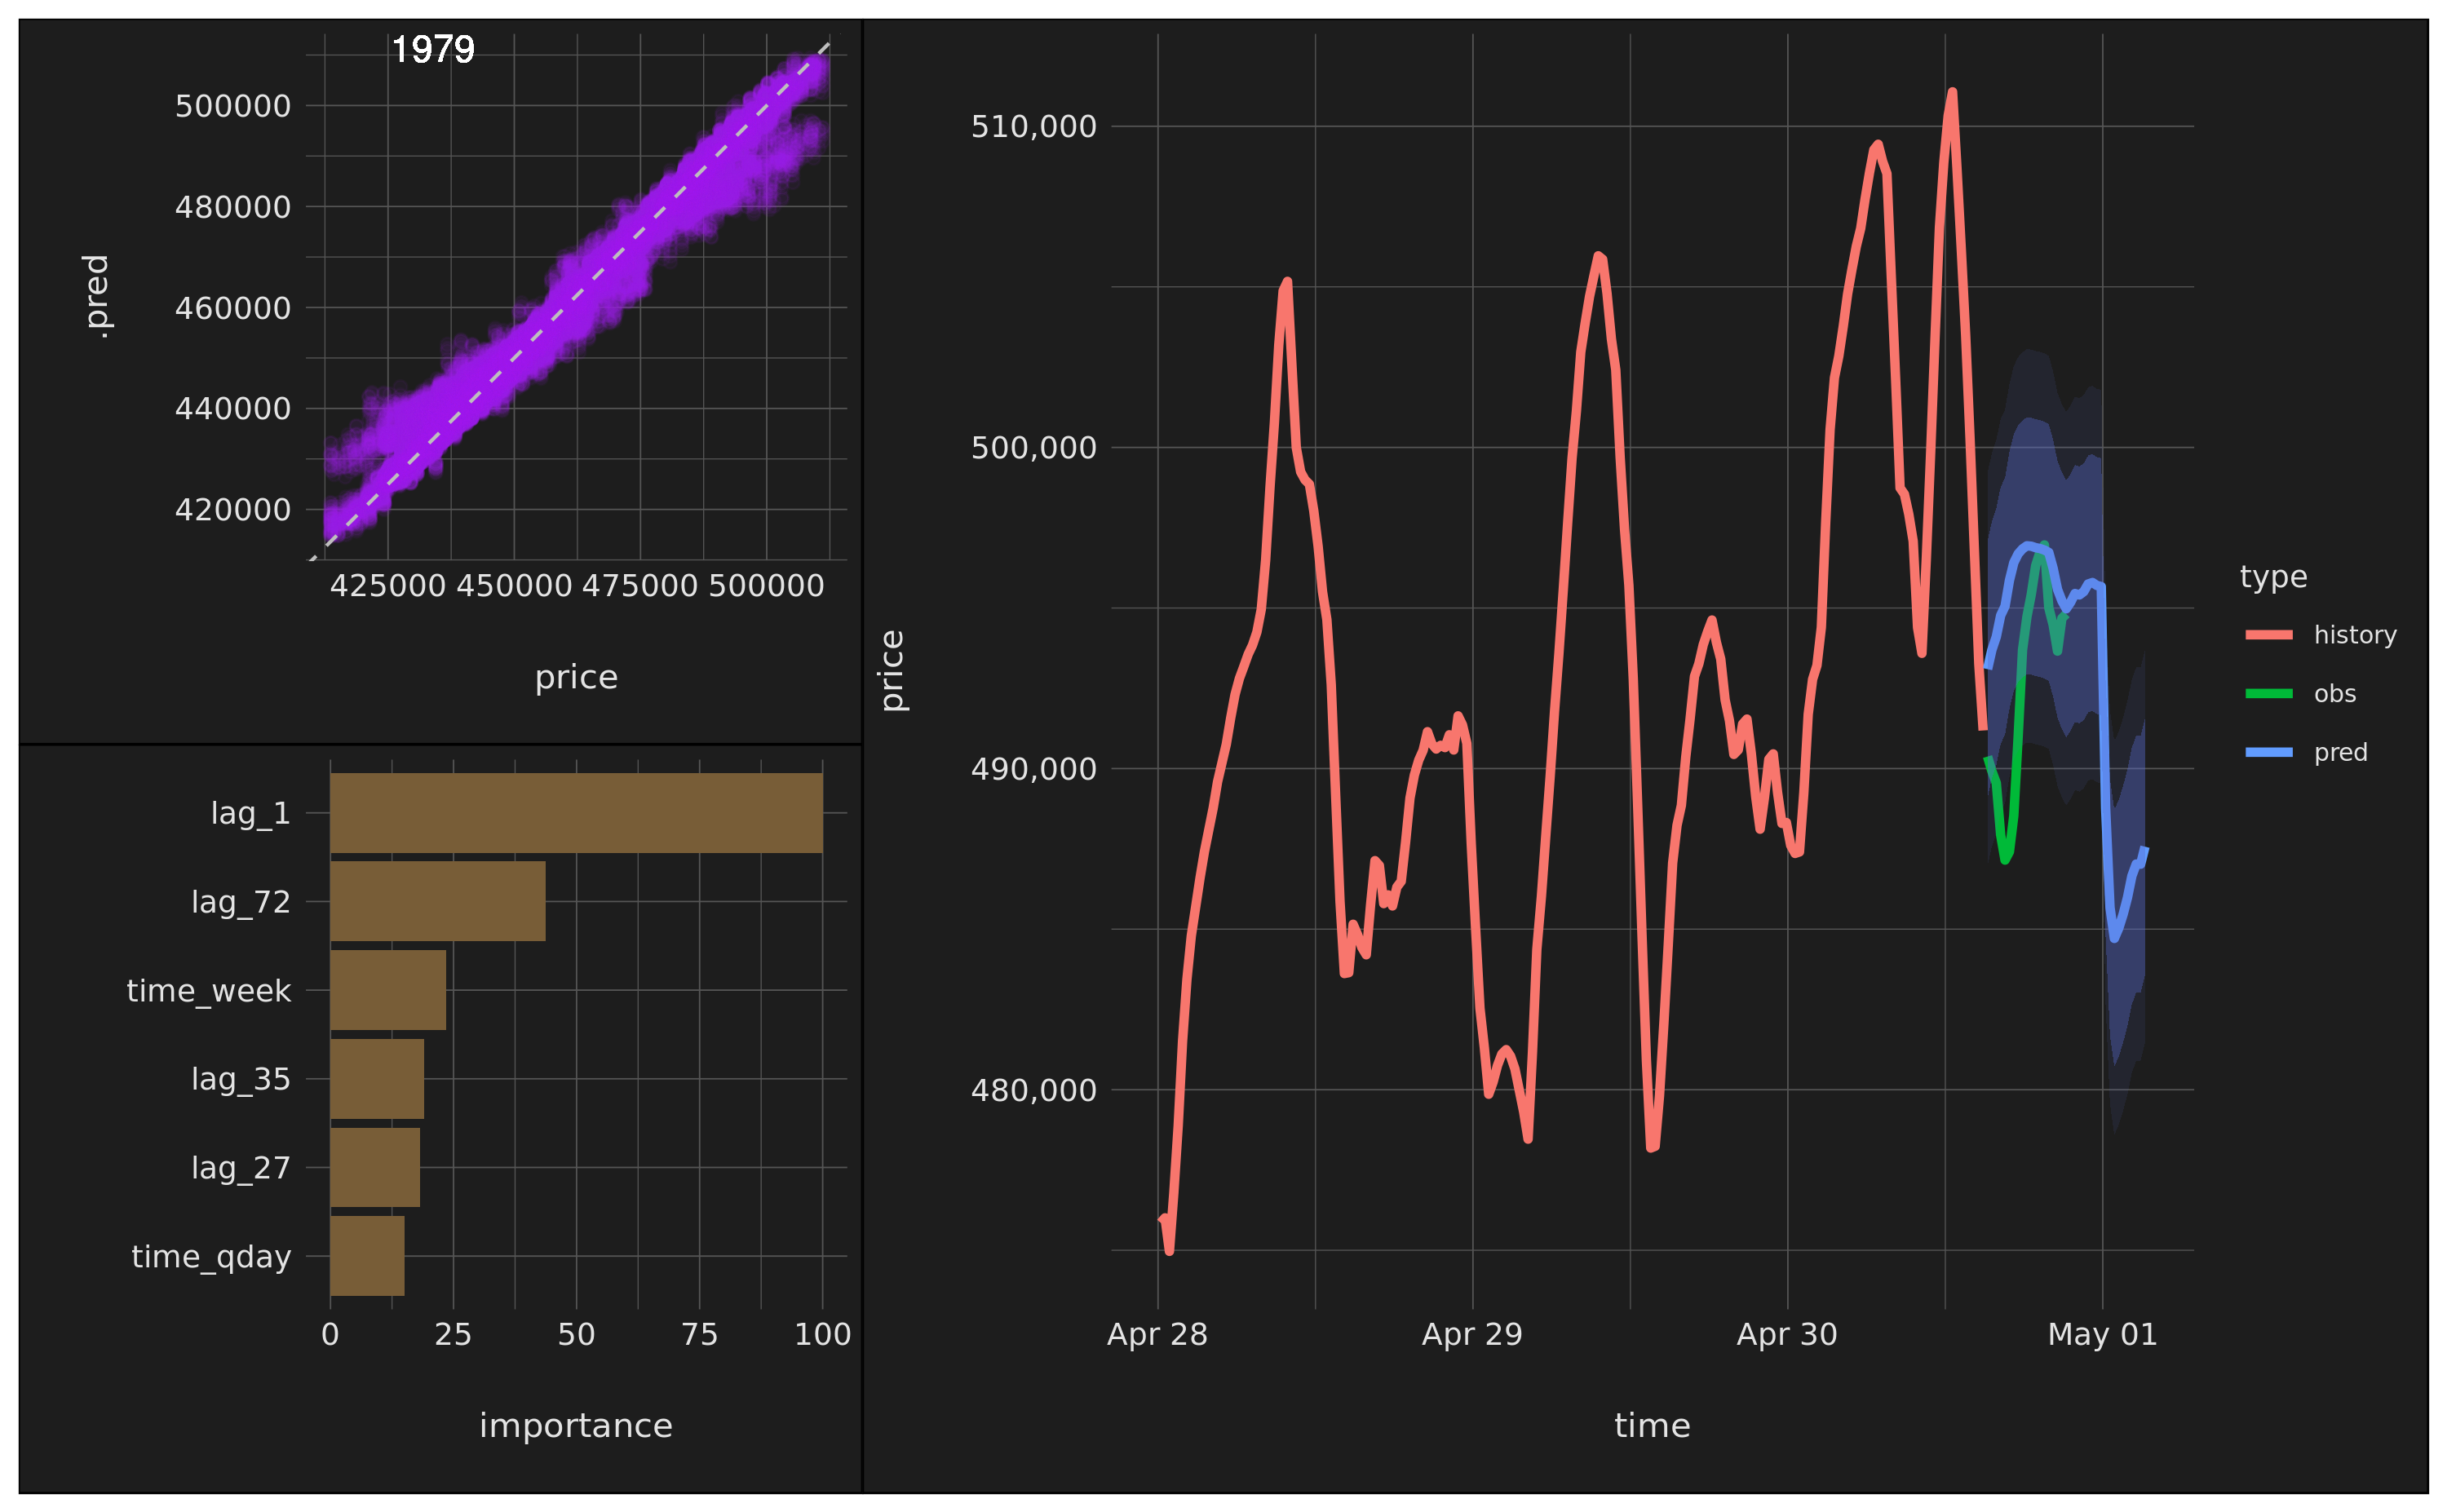 1979
500000
480000
460000
440000
420000
.pred
425000 450000 475000 500000
price
lag_1
lag_72
time_week
lag_35
lag_27
time_qday
0 25 50 75 100
importance
510,000
500,000
490,000
480,000
price
Apr 28 Apr 29 Apr 30 May 01
time
type
history
obs
pred